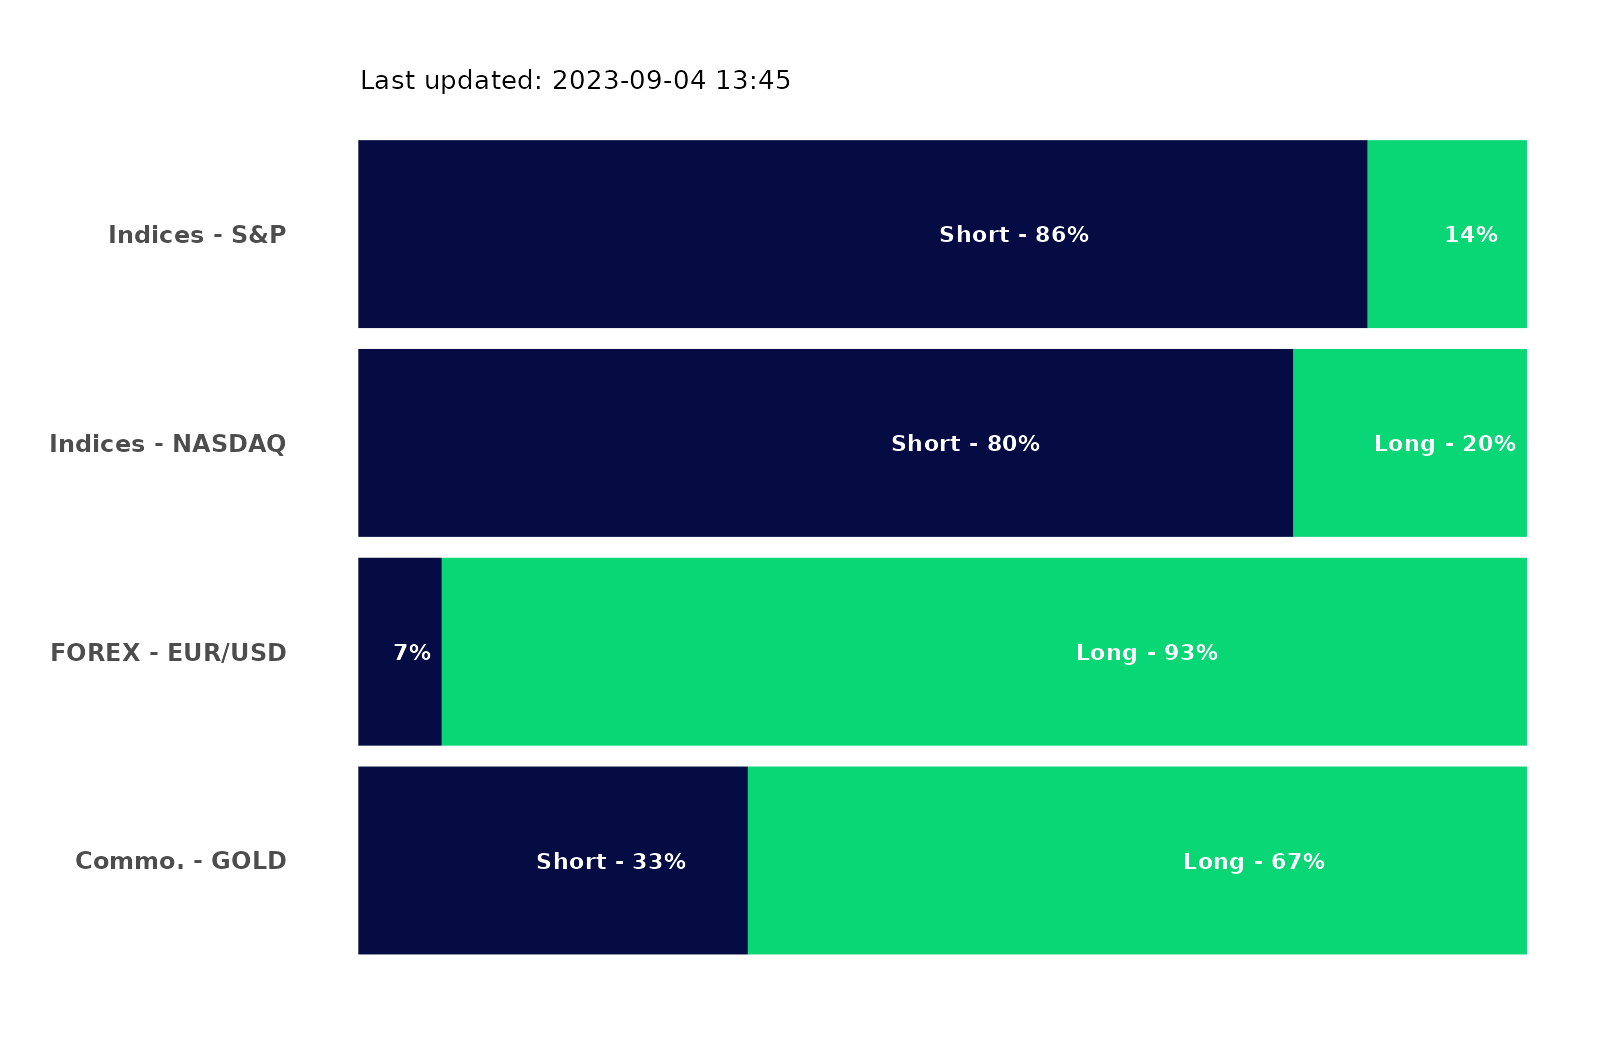 Last updated: 2023-09-04 13:45
Indices - S&P
Short - 86%
14%
Indices - NASDAQ
Short - 80%
Long - 20%
FOREX - EUR/USD
7%
Long - 93%
Commo. - GOLD
Short - 33%
Long - 67%